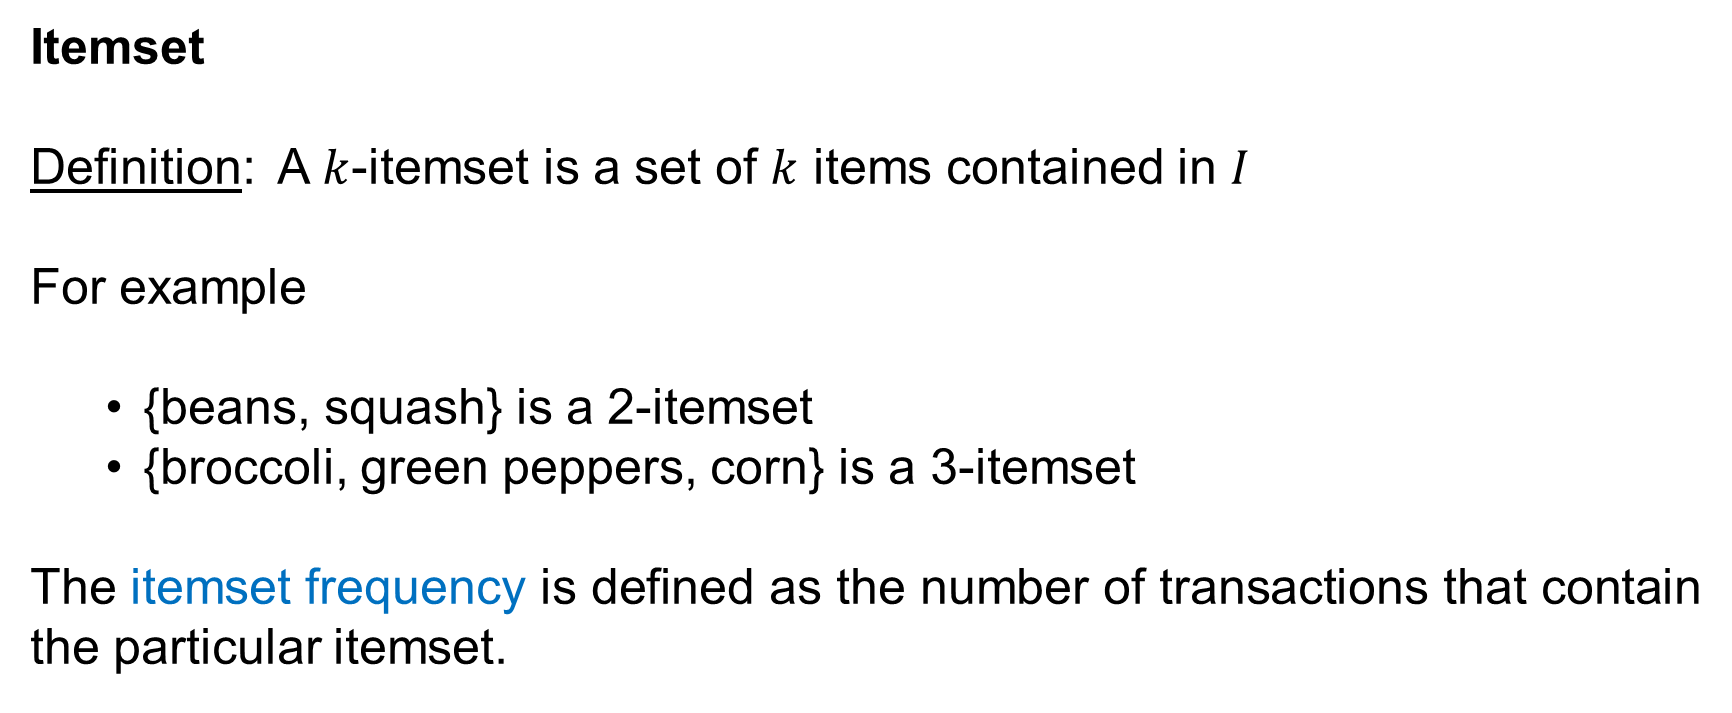 Itemset
Definition: A k-itemset is a set of k items contained in I
For example
• {beans, squash} is a 2-itemset
• {broccoli, green peppers, corn} is a 3-itemset
The itemset frequency is defined as the number of transactions that contain
the particular itemset.